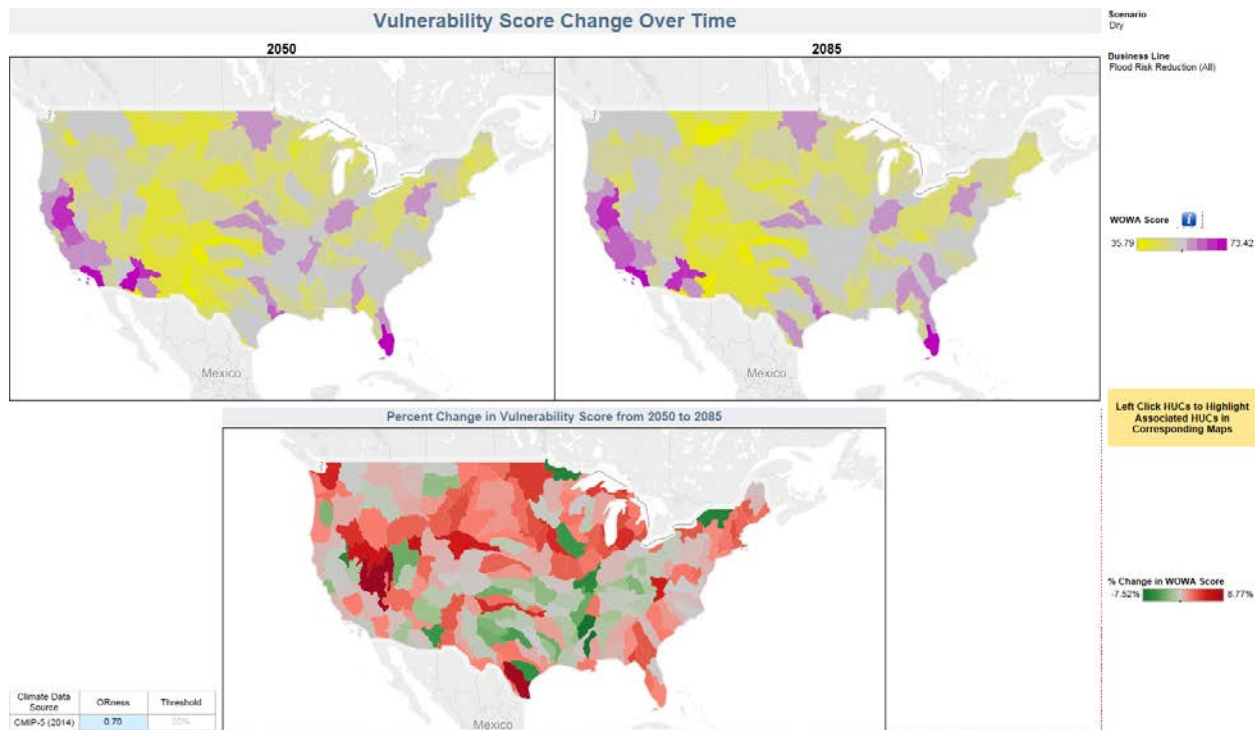 Vulnerability Score Change Over Time
2050
2085
Mexico
Mexico
Scenario
Dry
Business Line
Flood Risk Reduction (All)
WOWA Score
35.79
73.42
Left Click HUCs to Highlight
Associated HUCs in
Corresponding Maps
Percent Change in Vulnerability Score from 2050 to 2085
Mexico
% Change in WOWA Score
-7.52%
8.77%
Climate Data
Source
ORness
Threshold
CMIP-5 (2014)
0.70
20%